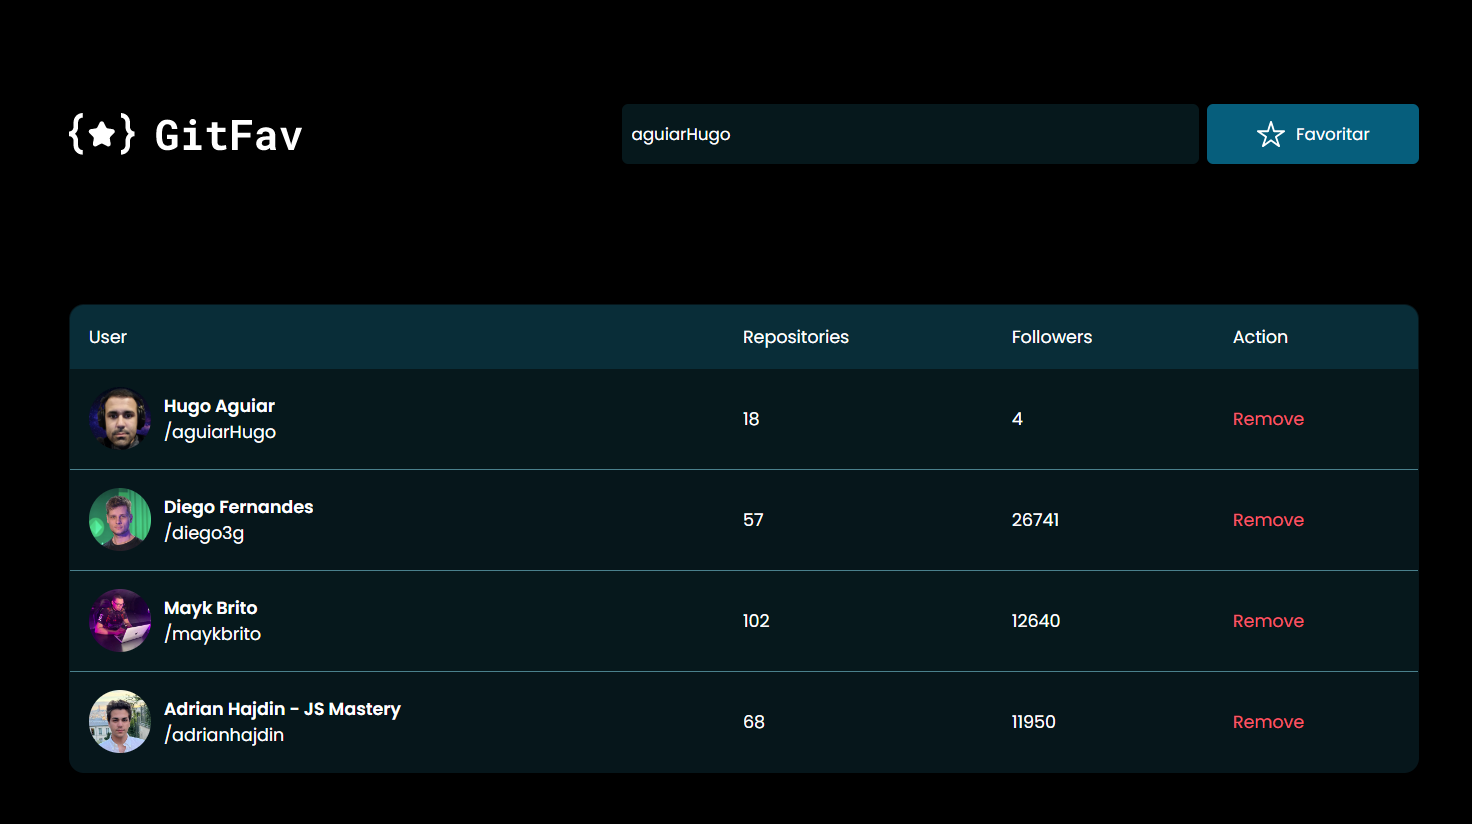 GitFav
aguiarHugo
Favoritar
User Repositories Followers Action
Hugo Aguiar
/aguiarHugo
18 4 Remove
Diego Fernandes
/diego3g
57 26741 Remove
Mayk Brito
/maykbrito
102 12640 Remove
Adrian Hajdin - JS Mastery
/adrianhajdin
68 11950 Remove